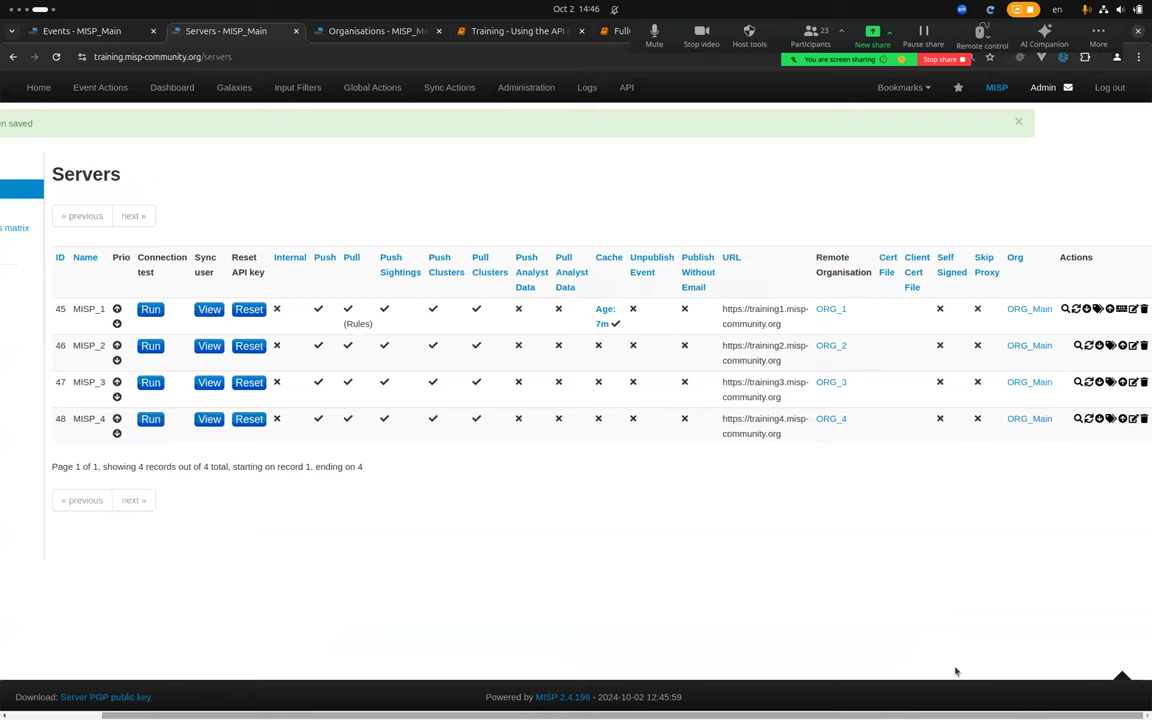 Oct 2 14:46
en
Events - MISP_Main
Servers - MISP_Main
Organisations - MISP_Ma
Training - Using the API i
Full
Mute
Stop video
Host tools
Participants 23
New share
Pause share
Remote control
AI Companion
More
training.misp-community.org/servers
You are screen sharing
Stop share
Home
Event Actions
Dashboard
Galaxies
Input Filters
Global Actions
Sync Actions
Administration
Logs
API
Bookmarks
MISP
Admin
Log out
en saved
×
s matrix
Servers
« previous next »
ID Name Prio Connection test Sync user Reset API key Internal Push Pull Push Sightings Push Clusters Pull Clusters Push Analyst Data Pull Analyst Data Cache Unpublish Event Publish Without Email URL Remote Organisation Cert File Client Cert File Self Signed Skip Proxy Org Actions
45 MISP_1 Run View Reset (Rules) Age: 7m https://training1.misp-community.org ORG_1 ORG_Main
46 MISP_2 Run View Reset https://training2.misp-community.org ORG_2 ORG_Main
47 MISP_3 Run View Reset https://training3.misp-community.org ORG_3 ORG_Main
48 MISP_4 Run View Reset https://training4.misp-community.org ORG_4 ORG_Main
Page 1 of 1, showing 4 records out of 4 total, starting on record 1, ending on 4
« previous next »
Download: Server PGP public key
Powered by MISP 2.4.198 - 2024-10-02 12:45:59